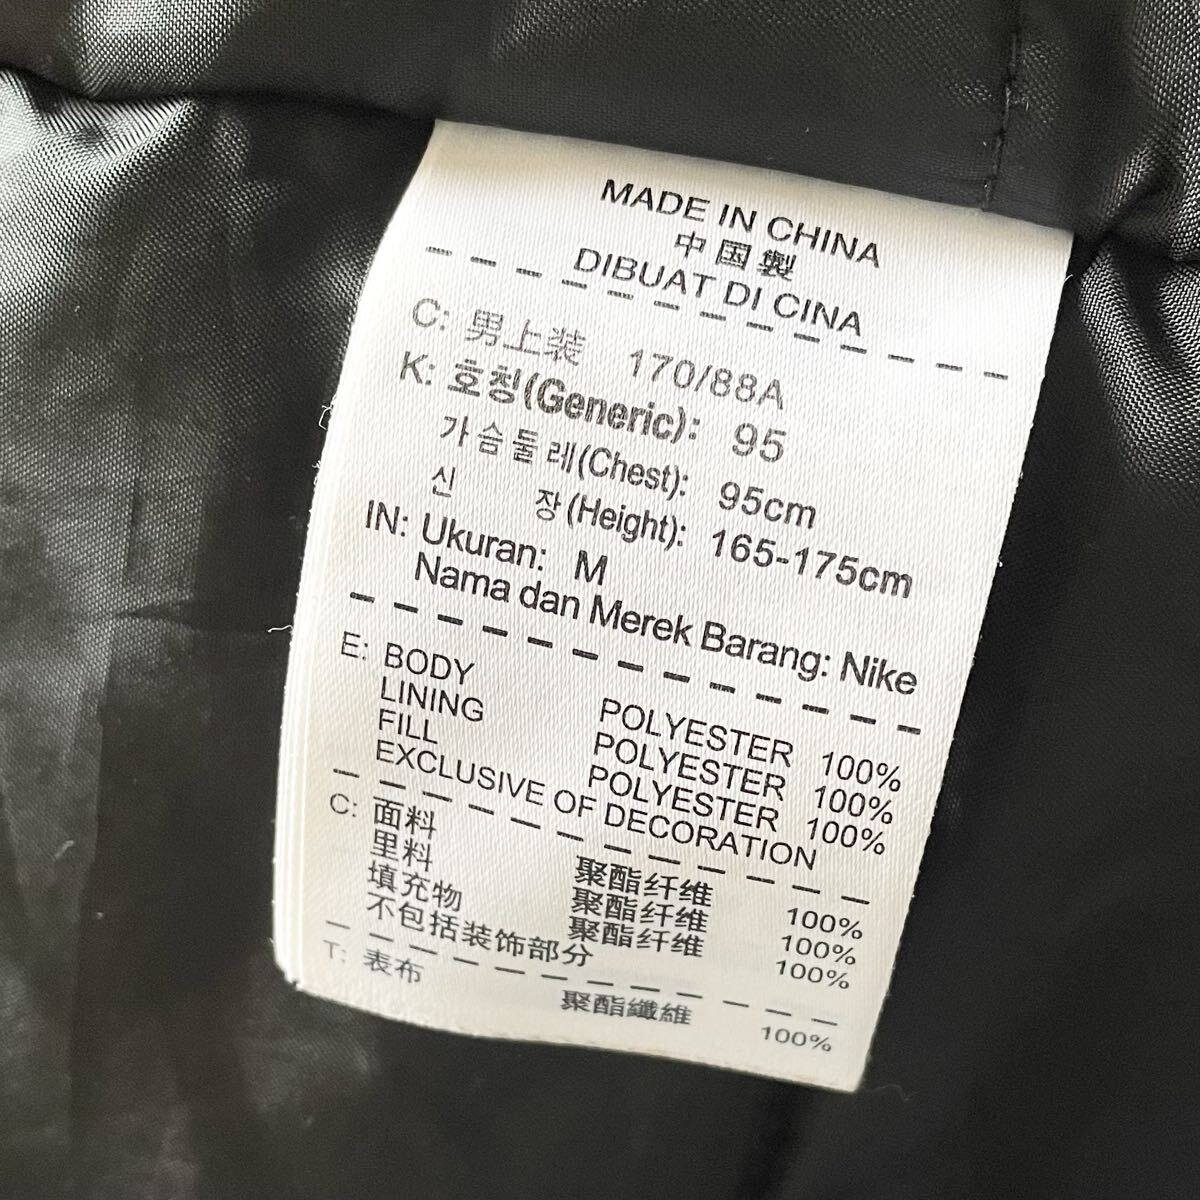 MADE IN CHINA
中国製
DIBUAT DI CINA
C: 男上装 170/88A
K: 호칭(Generic): 95
가슴둘레(Chest): 95cm
신 장(Height): 165-175cm
IN: Ukuran: M
Nama dan Merek Barang: Nike
E: BODY POLYESTER 100%
LINING POLYESTER 100%
FILL POLYESTER 100%
EXCLUSIVE OF DECORATION
C: 面料 聚酯纤维 100%
里料 聚酯纤维 100%
填充物 聚酯纤维 100%
不包括装饰部分
T: 表布 聚酯纖維 100%